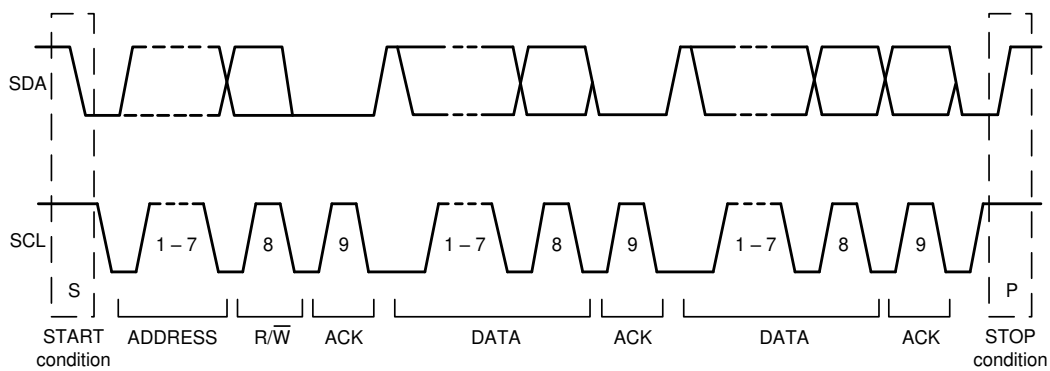 SDA
SCL
1 – 7
8
9
1 – 7
8
9
1 – 7
8
9
S
P
START
condition
ADDRESS
R/W̅
ACK
DATA
ACK
DATA
ACK
STOP
condition